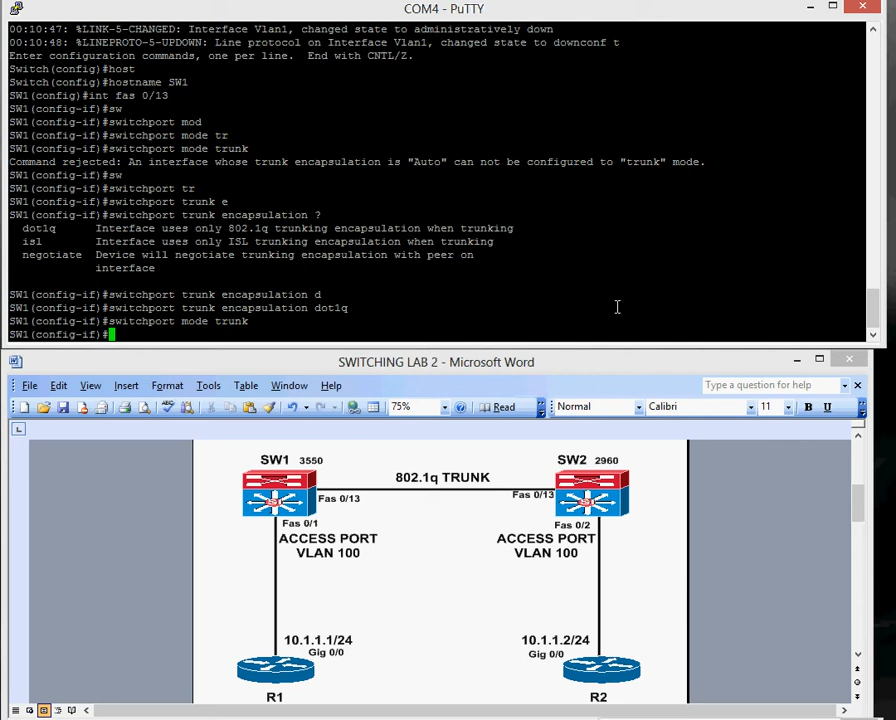 COM4 - PuTTY
00:10:47: %LINK-5-CHANGED: Interface Vlan1, changed state to administratively down
00:10:48: %LINEPROTO-5-UPDOWN: Line protocol on Interface Vlan1, changed state to downconf t
Enter configuration commands, one per line.  End with CNTL/Z.
Switch(config)#host
Switch(config)#hostname SW1
SW1(config)#int fas 0/13
SW1(config-if)#sw
SW1(config-if)#switchport mod
SW1(config-if)#switchport mode tr
SW1(config-if)#switchport mode trunk
Command rejected: An interface whose trunk encapsulation is "Auto" can not be configured to "trunk" mode.
SW1(config-if)#sw
SW1(config-if)#switchport tr
SW1(config-if)#switchport trunk e
SW1(config-if)#switchport trunk encapsulation ?
dot1q Interface uses only 802.1q trunking encapsulation when trunking
isl Interface uses only ISL trunking encapsulation when trunking
negotiate Device will negotiate trunking encapsulation with peer on
interface
SW1(config-if)#switchport trunk encapsulation d
SW1(config-if)#switchport trunk encapsulation dot1q
SW1(config-if)#switchport mode trunk
SW1(config-if)#
SWITCHING LAB 2 - Microsoft Word
File Edit View Insert Format Tools Table Window Help Type a question for help
75% Read Normal Calibri 11 B U
SW1 3550 SW2 2960
802.1q TRUNK
Fas 0/13 Fas 0/13
Fas 0/1 Fas 0/2
ACCESS PORT ACCESS PORT
VLAN 100 VLAN 100
10.1.1.1/24 10.1.1.2/24
Gig 0/0 Gig 0/0
R1 R2